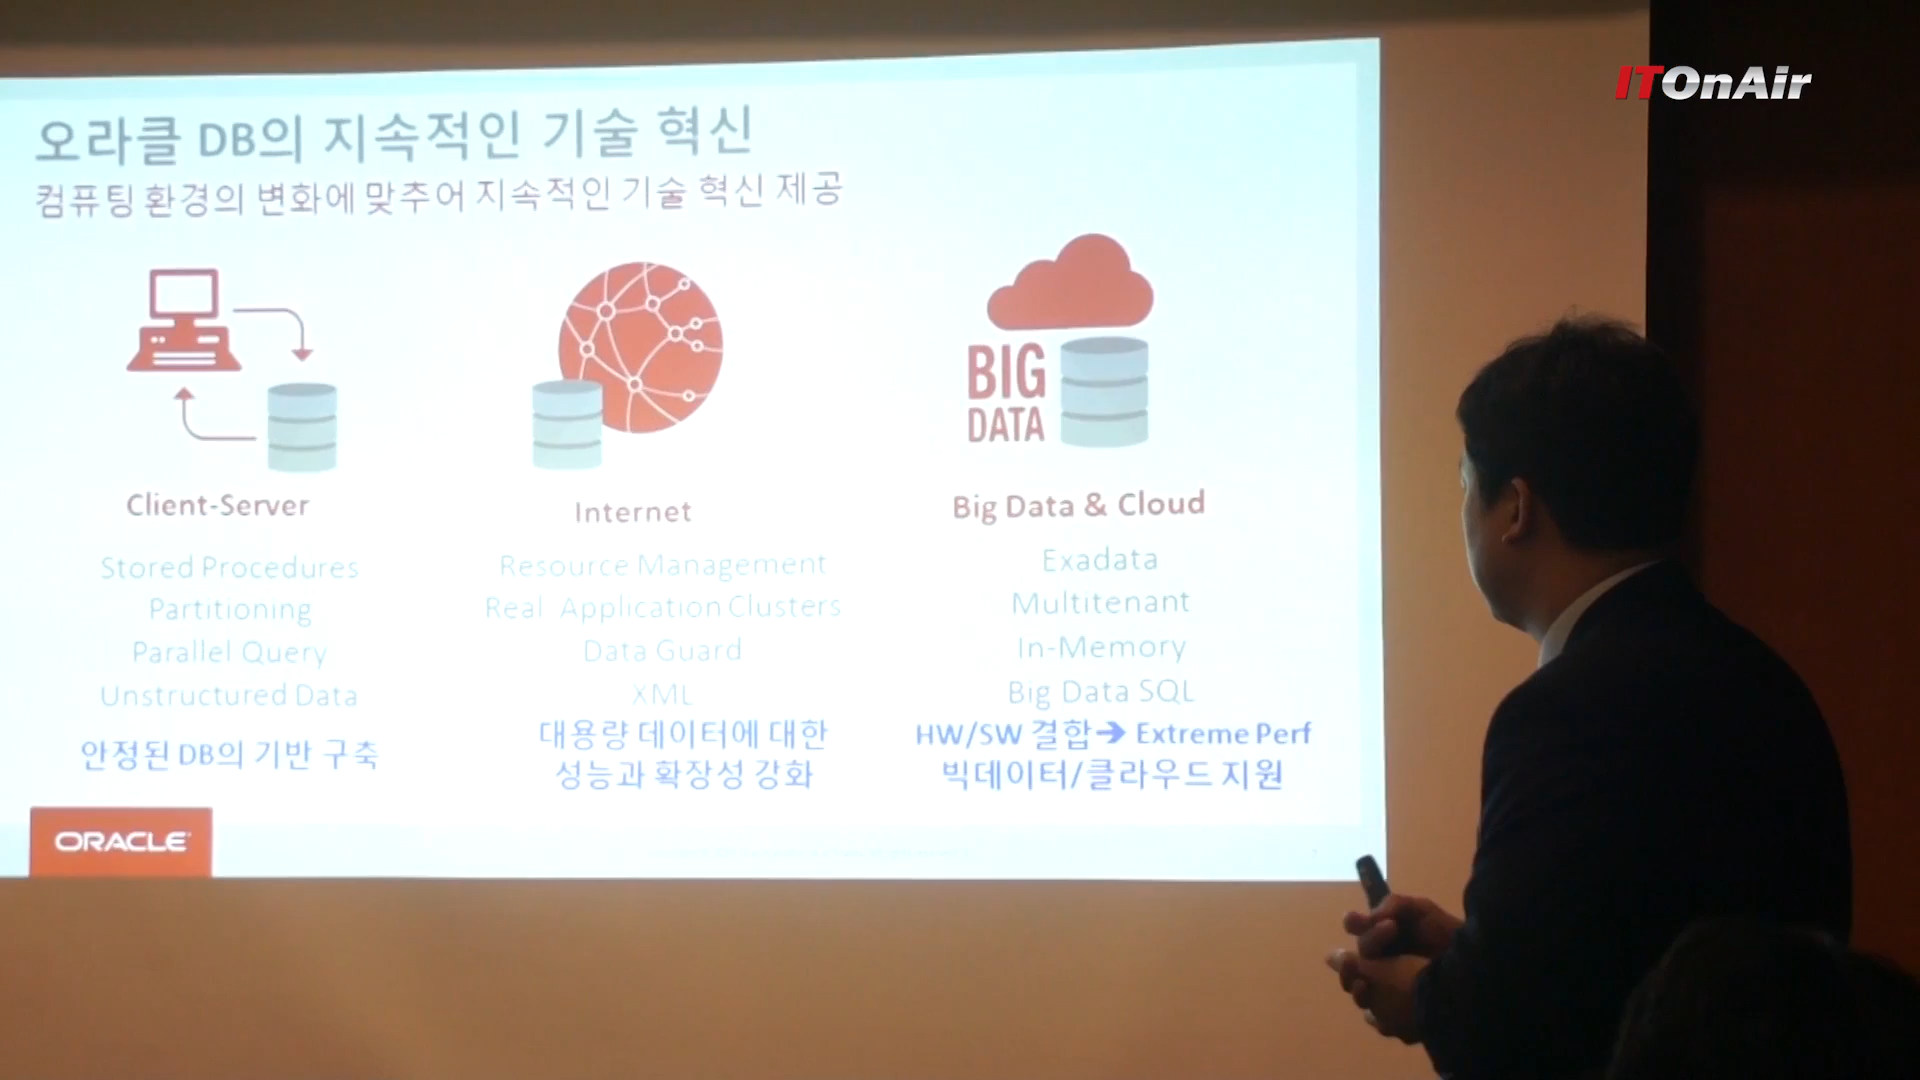 ITOnAir
오라클 DB의 지속적인 기술 혁신
컴퓨팅 환경의 변화에 맞추어 지속적인 기술 혁신 제공
BIG
DATA
Client-Server
Stored Procedures
Partitioning
Parallel Query
Unstructured Data
안정된 DB의 기반 구축
Internet
Resource Management
Real Application Clusters
Data Guard
XML
대용량 데이터에 대한
성능과 확장성 강화
Big Data & Cloud
Exadata
Multitenant
In-Memory
Big Data SQL
HW/SW 결합➔ Extreme Perf
빅데이터/클라우드 지원
ORACLE